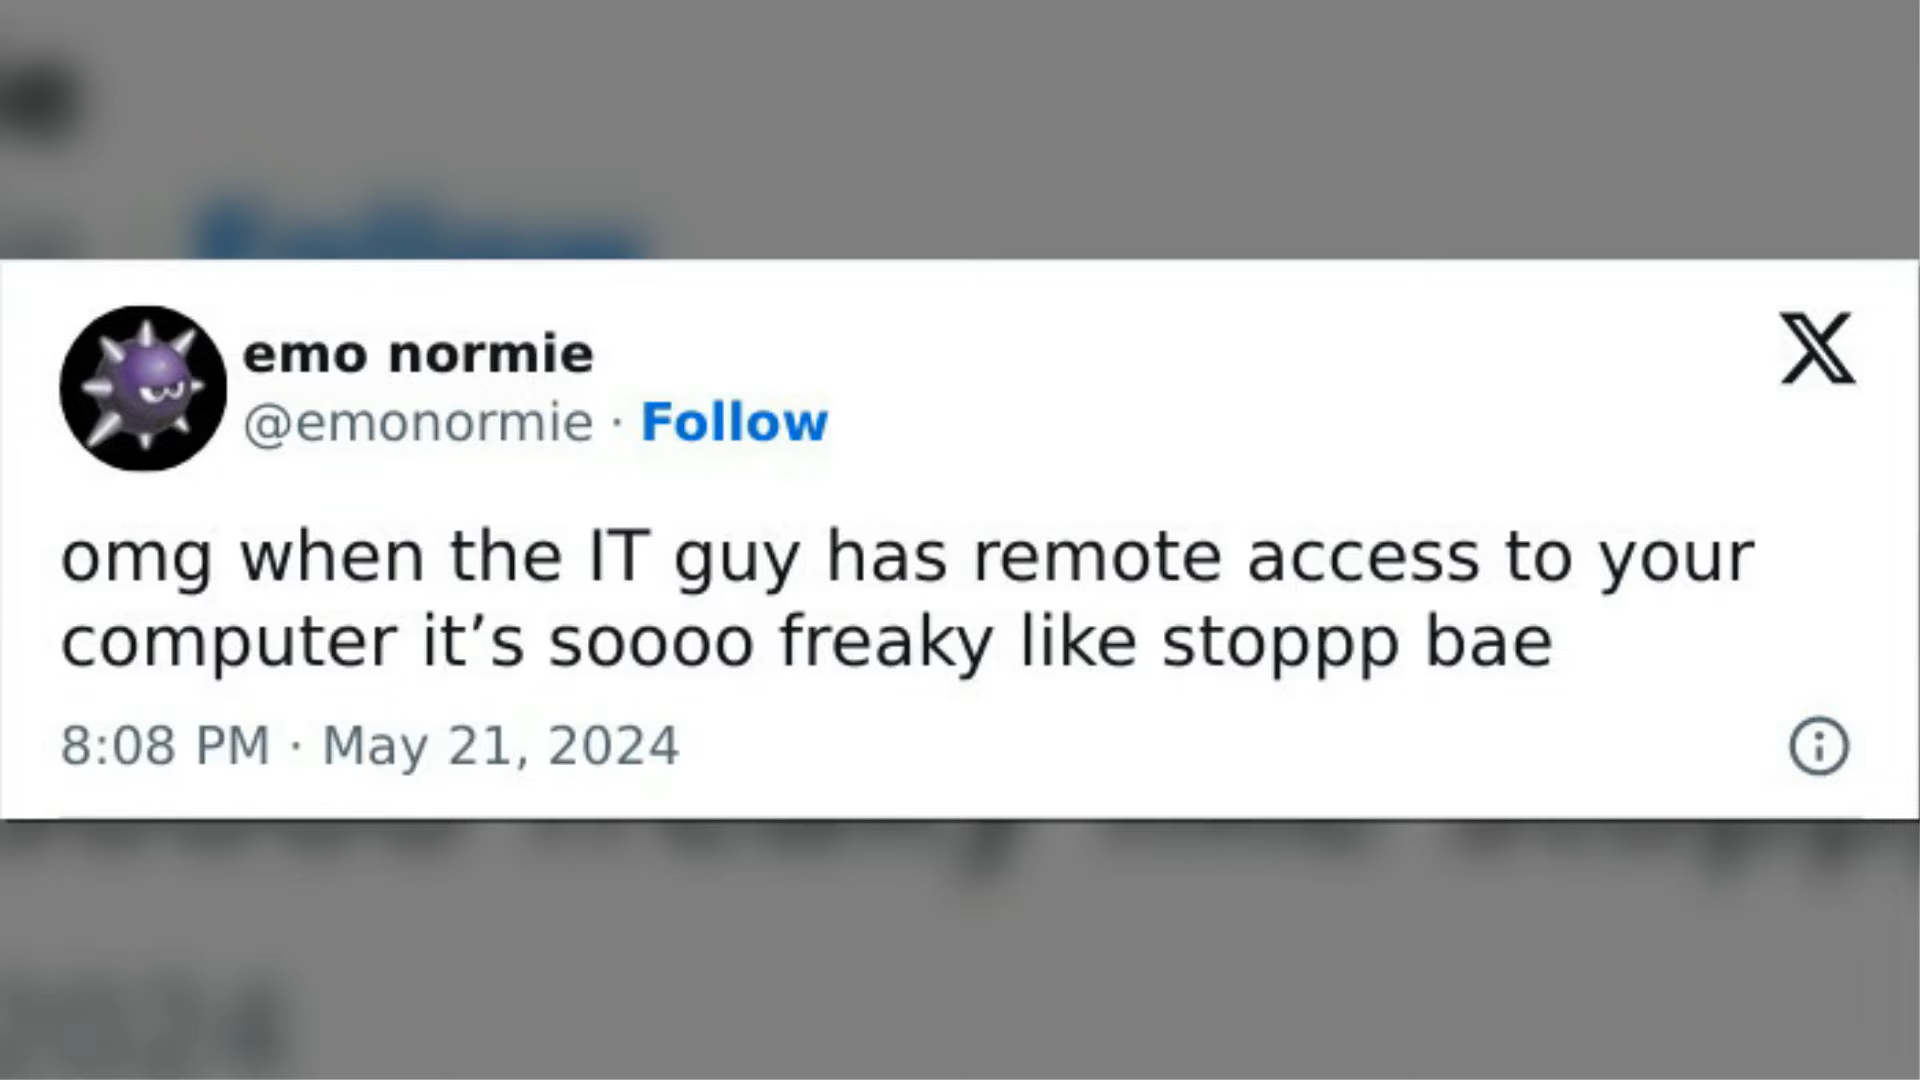 emo normie
@emonormie · Follow
omg when the IT guy has remote access to your
computer it’s soooo freaky like stoppp bae
8:08 PM · May 21, 2024